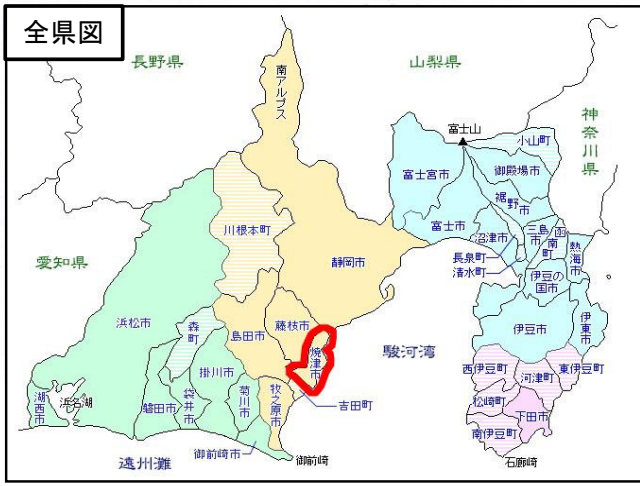 全県図
長野県
山梨県
神奈川県
愛知県
南アルプス
富士山
小山町
御殿場市
富士宮市
裾野市
富士市
沼津市
三島市
函南町
熱海市
長泉町
清水町
伊豆の国市
川根本町
静岡市
伊豆市
伊東市
浜松市
森町
島田市
藤枝市
焼津市
駿河湾
西伊豆町
河津町
東伊豆町
掛川市
菊川市
牧之原市
吉田町
松崎町
下田市
湖西市
浜名湖
磐田市
袋井市
南伊豆町
御前崎市
御前崎
石廊崎
遠州灘